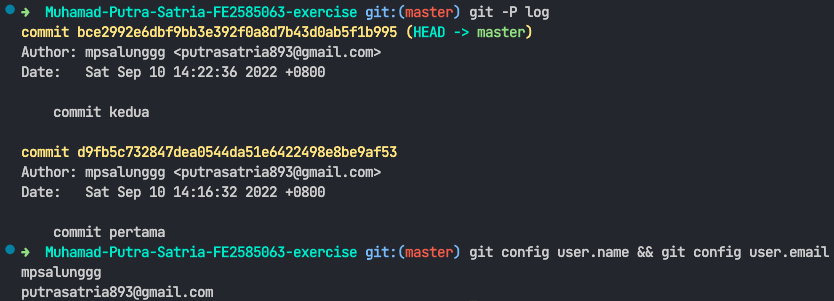 ➜  Muhamad-Putra-Satria-FE2585063-exercise git:(master) git -P log
commit bce2992e6dbf9bb3e392f0a8d7b43d0ab5f1b995 (HEAD -> master)
Author: mpsalunggg <putrasatria893@gmail.com>
Date:   Sat Sep 10 14:22:36 2022 +0800
    commit kedua
commit d9fb5c732847dea0544da51e6422498e8be9af53
Author: mpsalunggg <putrasatria893@gmail.com>
Date:   Sat Sep 10 14:16:32 2022 +0800
    commit pertama
➜  Muhamad-Putra-Satria-FE2585063-exercise git:(master) git config user.name && git config user.email
mpsalunggg
putrasatria893@gmail.com